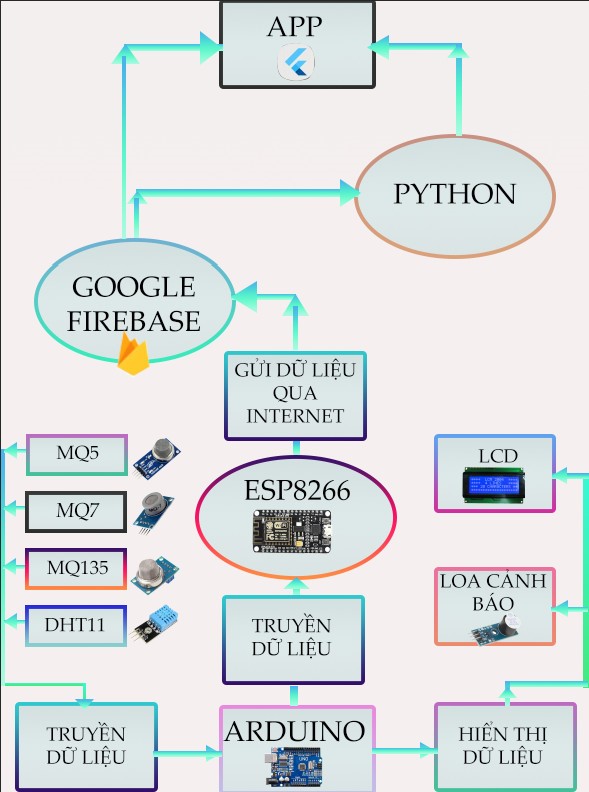 APP
PYTHON
GOOGLE
FIREBASE
GỬI DỮ LIỆU
QUA
INTERNET
MQ5
MQ7
MQ135
DHT11
ESP8266
LCD
LOA CẢNH
BÁO
TRUYỀN
DỮ LIỆU
TRUYỀN
DỮ LIỆU
ARDUINO
HIỂN THỊ
DỮ LIỆU